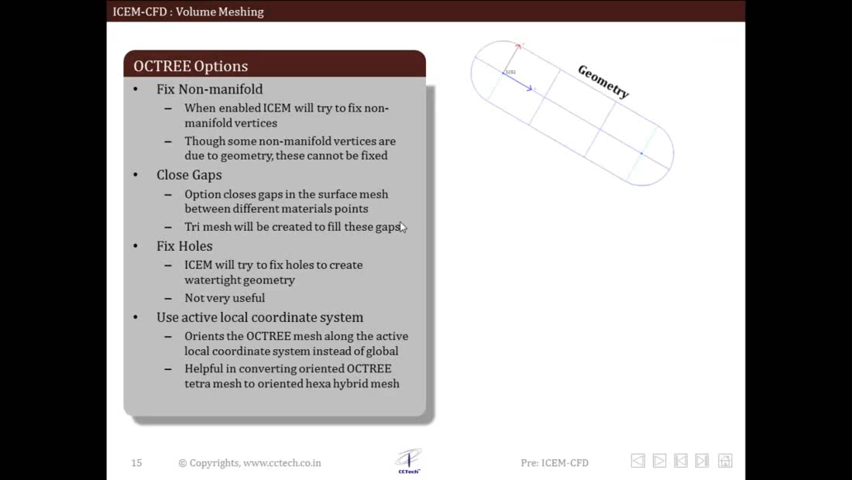 ICEM-CFD : Volume Meshing
OCTREE Options
• Fix Non-manifold
– When enabled ICEM will try to fix non-
manifold vertices
– Though some non-manifold vertices are
due to geometry, these cannot be fixed
• Close Gaps
– Option closes gaps in the surface mesh
between different materials points
– Tri mesh will be created to fill these gaps
• Fix Holes
– ICEM will try to fix holes to create
watertight geometry
– Not very useful
• Use active local coordinate system
– Orients the OCTREE mesh along the active
local coordinate system instead of global
– Helpful in converting oriented OCTREE
tetra mesh to oriented hexa hybrid mesh
Geometry
15
© Copyrights, www.cctech.co.in
CCTech
Pre: ICEM-CFD